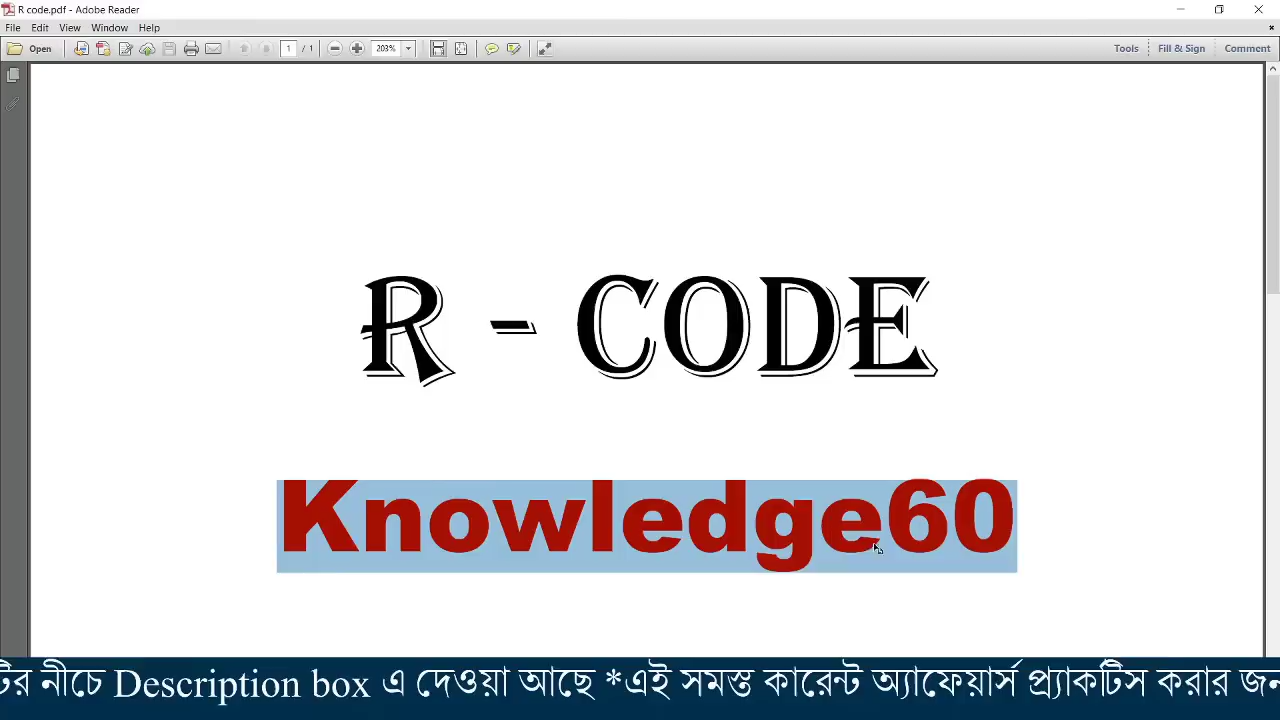 R code.pdf - Adobe Reader
File Edit View Window Help
Open 1 / 1 203% Tools Fill & Sign Comment
R - CODE
Knowledge60
টির নীচে Description box এ দেওয়া আছে *এই সমস্ত কারেন্ট অ্যাফেয়ার্স প্র্যাকটিস করার